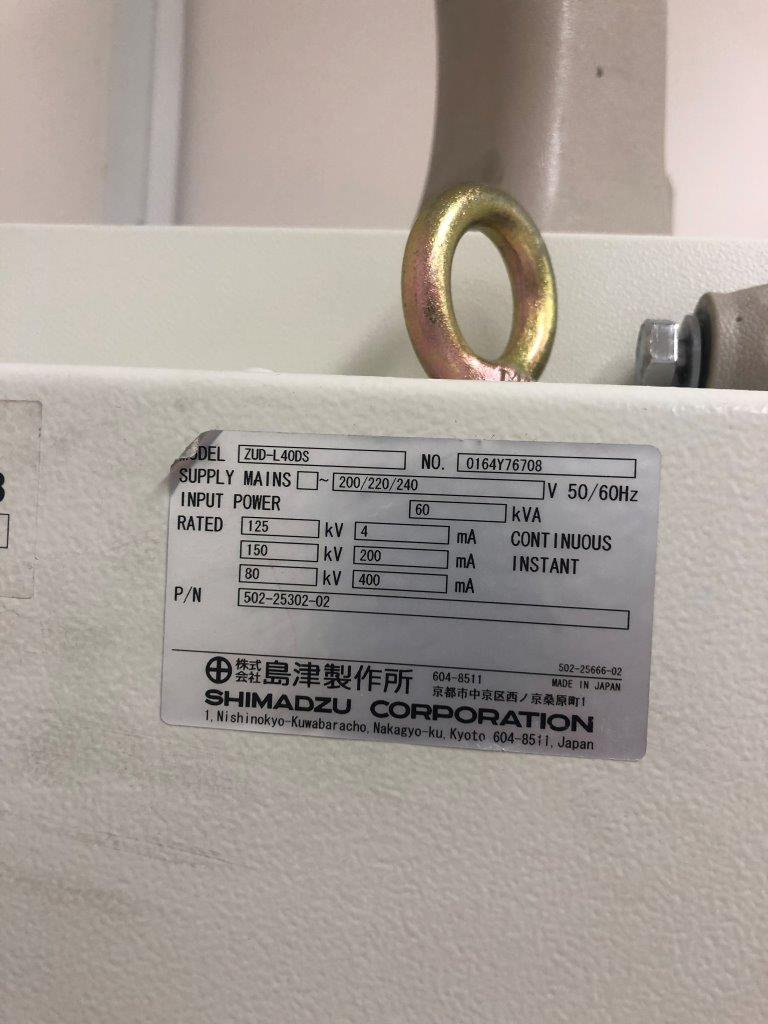 MODEL ZUD-L40DS NO. 0164Y76708
SUPPLY MAINS ~ 200/220/240 V 50/60Hz
INPUT POWER 60 kVA
RATED 125 kV 4 mA CONTINUOUS
150 kV 200 mA INSTANT
80 kV 400 mA
P/N 502-25302-02
株式会社 島津製作所 604-8511 502-25666-02
京都市中京区西ノ京桑原町1 MADE IN JAPAN
SHIMADZU CORPORATION
1, Nishinokyo-Kuwabaracho, Nakagyo-ku, Kyoto 604-8511, Japan